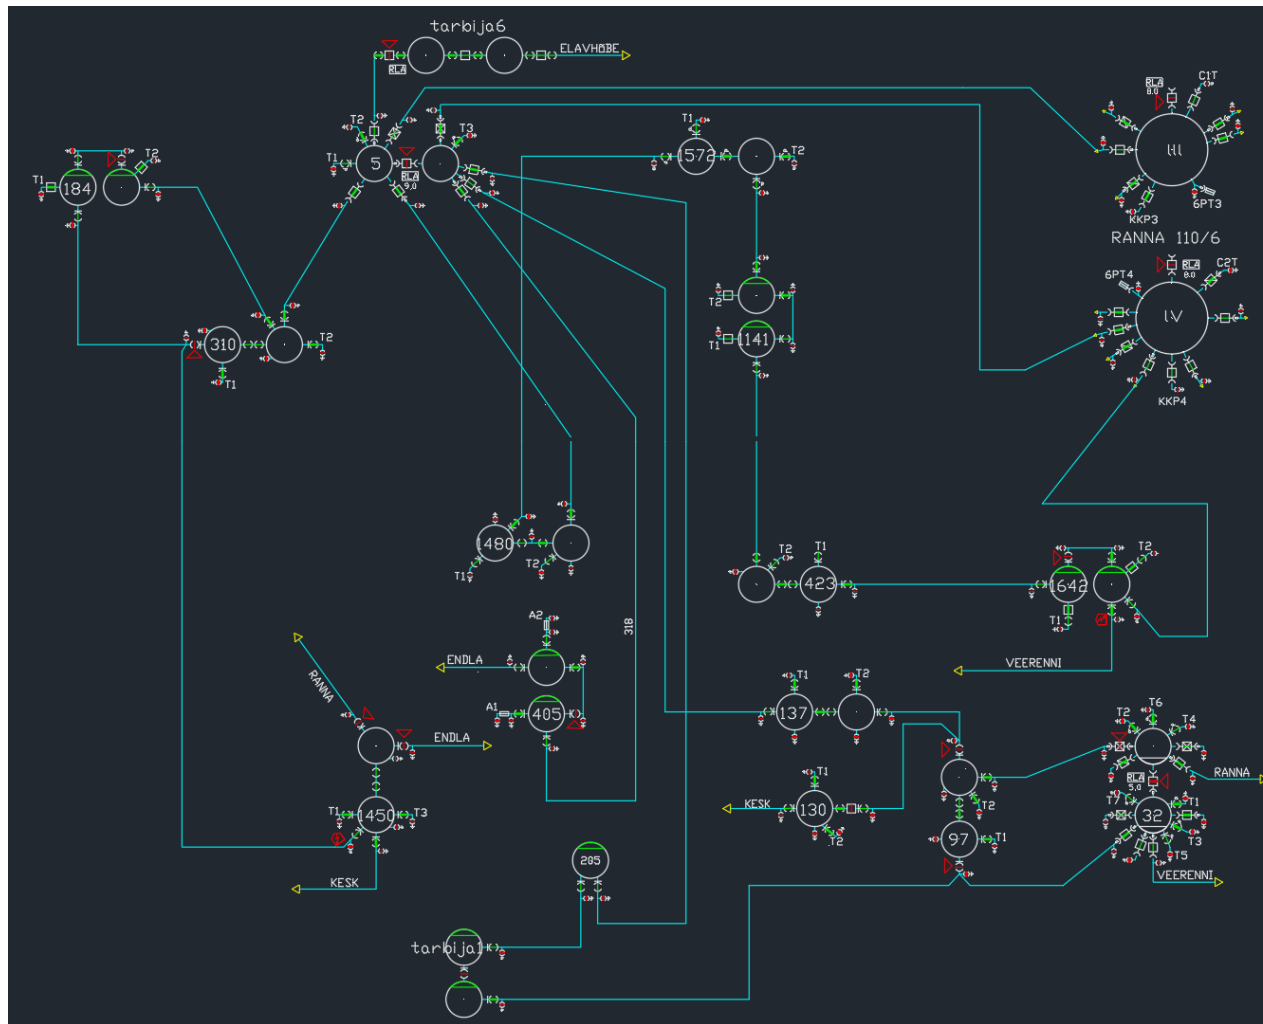 tarbija6
ELAVHÕBE
RLA
T2
T3
T1
5
RLA
9,0
T1
184
T2
T1
1572
T2
RLA
8.0
C1T
I-II
6PT3
KKP3
RANNA 110/6
6PT4
RLA
8.0
C2T
I-V
KKP4
T2
T1
1141
310
T2
T1
1480
T1
T2
T2
T1
423
1642
T2
T1
VEERENNI
A2
ENDLA
318
A1
405
RANNA
ENDLA
T1
1450
T3
KESK
T1
137
T2
T1
KESK
130
T2
T2
97
T1
T6
T2
T4
RANNA
RLA
5,0
T7
T1
32
T3
T5
VEERENNI
205
tarbija1